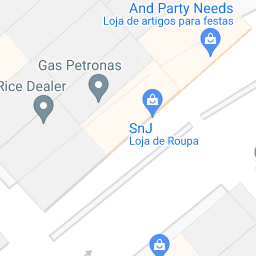 And Party Needs
Loja de artigos para festas
Gas Petronas
Rice Dealer
SnJ
Loja de Roupa